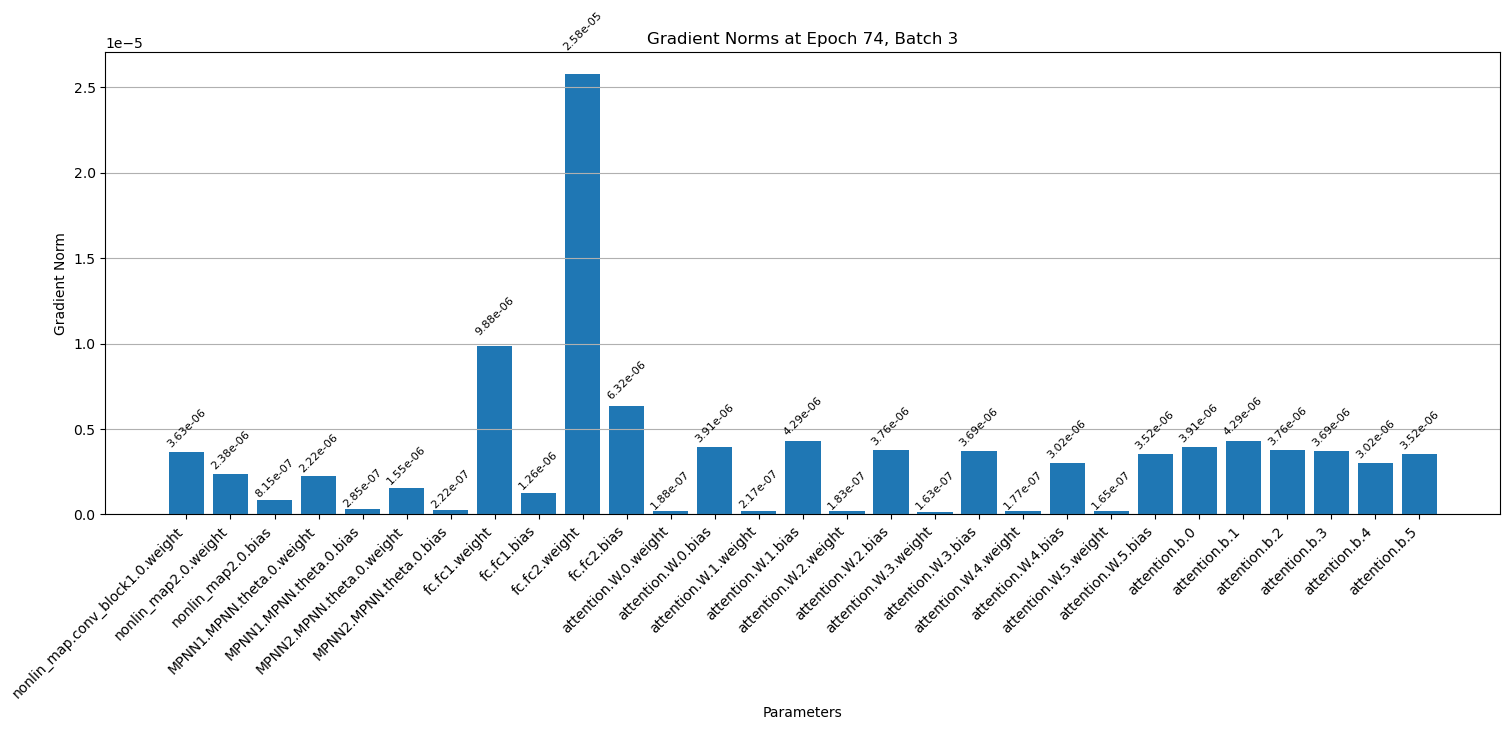 Gradient Norms at Epoch 74, Batch 3
1e−5
Gradient Norm
2.5
2.0
1.5
1.0
0.5
0.0
3.63e-06
2.38e-06
8.15e-07
2.22e-06
2.85e-07
1.55e-06
2.22e-07
9.88e-06
1.26e-06
2.58e-05
6.32e-06
1.88e-07
3.91e-06
2.17e-07
4.29e-06
1.83e-07
3.76e-06
1.63e-07
3.69e-06
1.77e-07
3.02e-06
1.65e-07
3.52e-06
3.91e-06
4.29e-06
3.76e-06
3.69e-06
3.02e-06
3.52e-06
nonlin_map.conv_block1.0.weight
nonlin_map2.0.weight
nonlin_map2.0.bias
MPNN1.MPNN.theta.0.weight
MPNN1.MPNN.theta.0.bias
MPNN2.MPNN.theta.0.weight
MPNN2.MPNN.theta.0.bias
fc.fc1.weight
fc.fc1.bias
fc.fc2.weight
fc.fc2.bias
attention.W.0.weight
attention.W.0.bias
attention.W.1.weight
attention.W.1.bias
attention.W.2.weight
attention.W.2.bias
attention.W.3.weight
attention.W.3.bias
attention.W.4.weight
attention.W.4.bias
attention.W.5.weight
attention.W.5.bias
attention.b.0
attention.b.1
attention.b.2
attention.b.3
attention.b.4
attention.b.5
Parameters